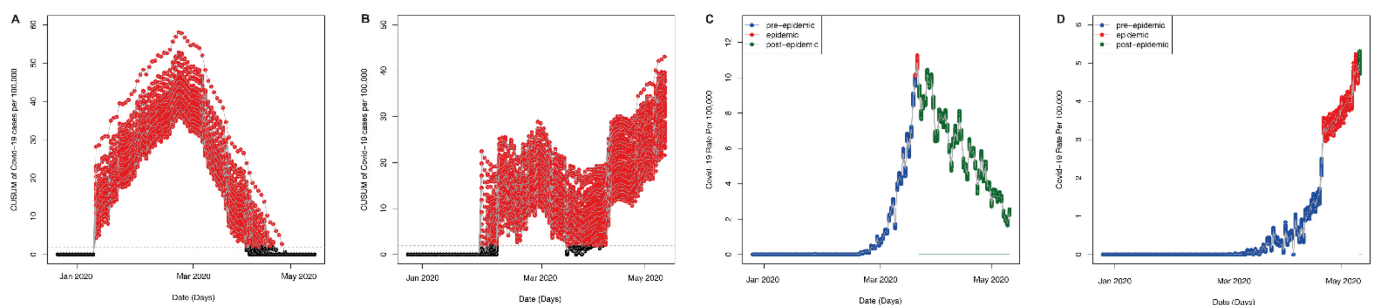 A
CUSUM of Covid-19 cases per 100,000
60
50
40
30
20
10
0
Jan 2020
Mar 2020
May 2020
Date (Days)
B
CUSUM of Covid-19 cases per 100,000
50
40
30
20
10
0
Jan 2020
Mar 2020
May 2020
Date (Days)
C
pre-epidemic
epidemic
post-epidemic
Covid-19 Rate Per 100,000
12
10
8
6
4
2
0
Mar 2020
May 2020
Date (Days)
D
pre-epidemic
epidemic
post-epidemic
Covid-19 Rate Per 100,000
6
5
4
3
2
1
0
Mar 2020
May 2020
Date (Days)